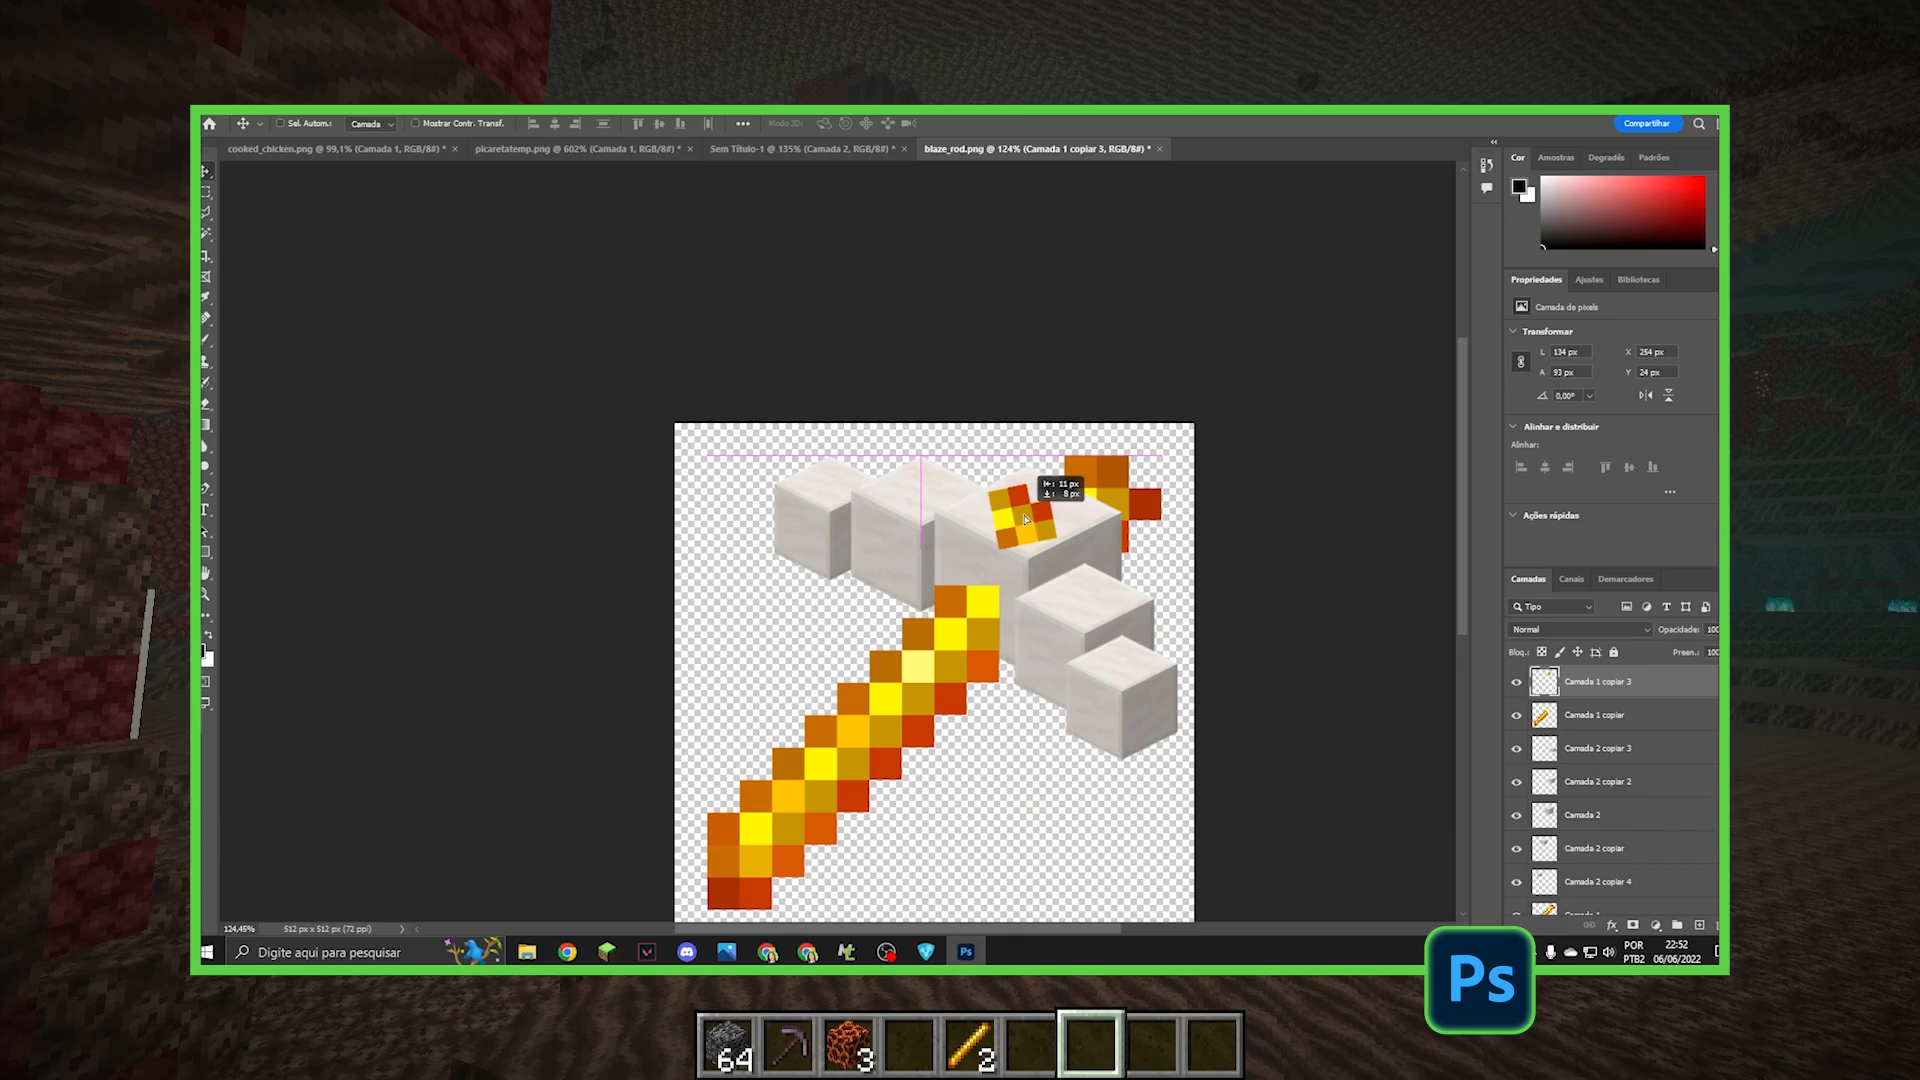 Sel. Autom.: Camada Mostrar Contr. Transf. Modo 3D: Compartilhar
cooked_chicken.png @ 99,1% (Camada 1, RGB/8#) * picaretatemp.png @ 602% (Camada 1, RGB/8#) * Sem Título-1 @ 135% (Camada 2, RGB/8#) * blaze_rod.png @ 124% (Camada 1 copiar 3, RGB/8#) *
Cor Amostras Degradês Padrões
Propriedades Ajustes Bibliotecas
Camada de pixels
Transformar
L 134 px X 254 px
A 93 px Y 24 px
0,00°
Alinhar e distribuir
Alinhar:
Ações rápidas
11 px
8 px
Camadas Canais Demarcadores
Tipo
Normal Opacidade: 100
Bloq.: Preen.: 100
Camada 1 copiar 3
Camada 1 copiar
Camada 2 copiar 3
Camada 2 copiar 2
Camada 2
Camada 2 copiar
Camada 2 copiar 4
124,45% 512 px x 512 px (72 ppi)
Digite aqui para pesquisar
Ps
POR
PTB2
22:52
06/06/2022
Ps
64 3 2